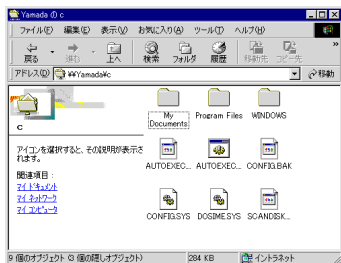 Yamada の c
ファイル(F) 編集(E) 表示(V) お気に入り(A) ツール(T) ヘルプ(H)
戻る 進む 上へ 検索 フォルダ 履歴 移動先 コピー先
アドレス(D) ¥¥Yamada¥c 移動
c
アイコンを選択すると、その説明が表示されます。
関連項目:
マイ ドキュメント
マイ ネットワーク
マイ コンピュータ
My Documents Program Files WINDOWS
AUTOEXEC... AUTOEXEC... CONFIG.BAK
CONFIG.SYS DOSIME.SYS SCANDISK...
9 個のオブジェクト (3 個の隠しオブジェクト) 284 KB イントラネット